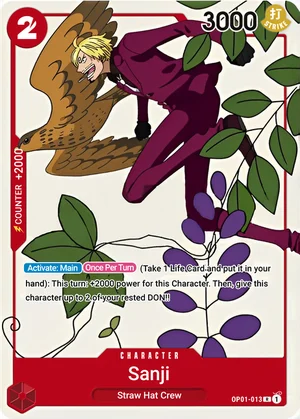 2
3000
打
STRIKE
COUNTER +2000
Activate: Main Once Per Turn (Take 1 Life Card and put it in your
hand): This turn: +2000 power for this Character. Then, give this
character up to 2 of your rested DON!!
CHARACTER
Sanji
Straw Hat Crew
OP01-013 R 1